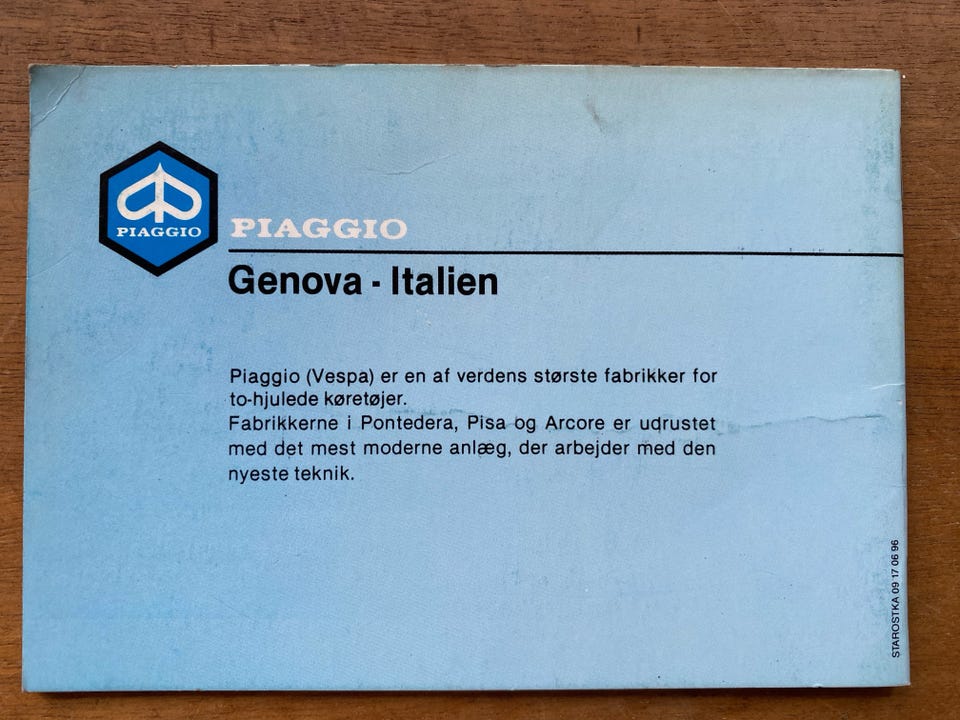 PIAGGIO
PIAGGIO
Genova - Italien
Piaggio (Vespa) er en af verdens største fabrikker for
to-hjulede køretøjer.
Fabrikkerne i Pontedera, Pisa og Arcore er udrustet
med det mest moderne anlæg, der arbejder med den
nyeste teknik.
STAROSTKA 09 17 06 96